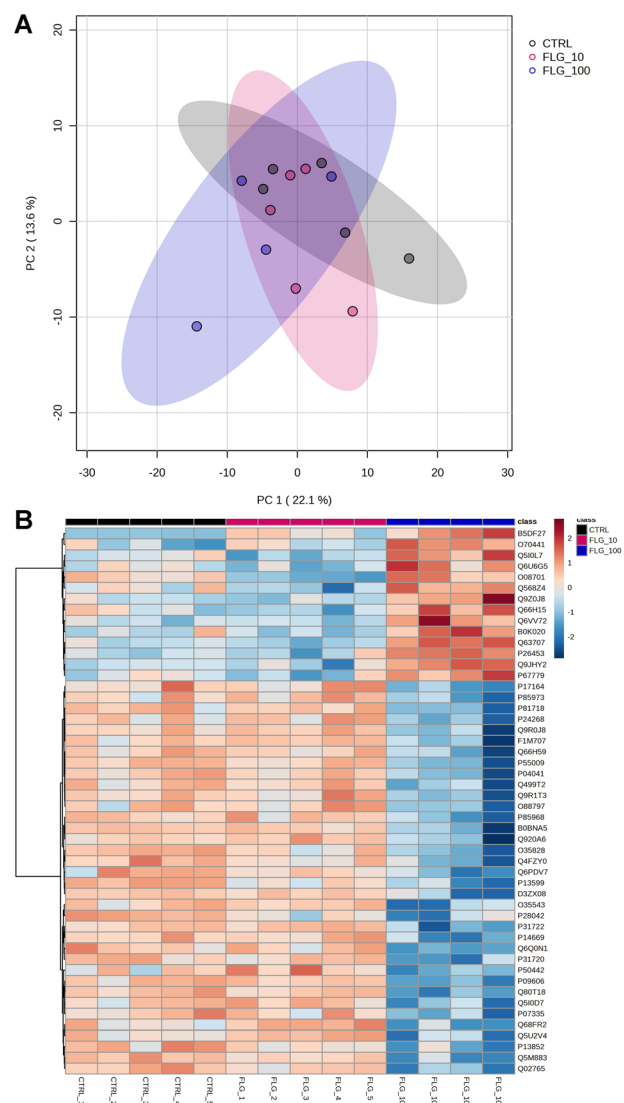 A
20
10
0
-10
-20
-30
-20
-10
0
10
20
30
PC 2 ( 13.6 %)
PC 1 ( 22.1 %)
CTRL
FLG_10
FLG_100
B
class
B5DF27
O70441
Q5I0L7
Q6U6G5
O08701
Q568Z4
Q9Z0J8
Q66H15
Q6VV72
B0K020
Q63707
P26453
Q9JHY2
P67779
P17164
P85973
P81718
P24268
Q9R0J8
F1M707
Q66H59
P55009
P04041
Q499T2
Q9R1T3
O88797
P85968
B0BNA5
Q920A6
O35828
Q4FZY0
Q6PDV7
P13599
D3ZX08
O35543
P28042
P31722
P14669
Q6Q0N1
P31720
P50442
P09606
Q80T18
Q5I0D7
P07335
Q68FR2
Q5U2V4
P13852
Q5M883
Q02765
class
CTRL
FLG_10
FLG_100
2
1
0
-1
-2
FLG_1
FLG_2
FLG_3
FLG_4
FLG_5
FLG_10
FLG_10
FLG_10
FLG_10